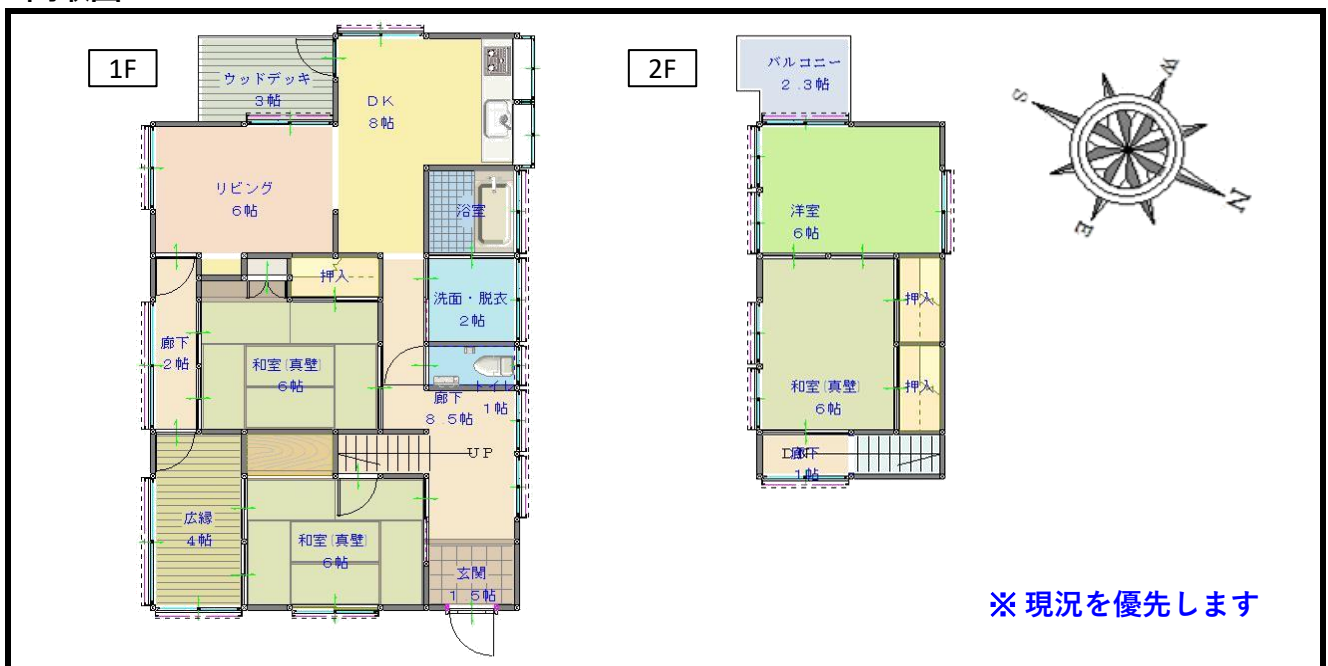 1F
2F
ウッドデッキ
3帖
DK
8帖
リビング
6帖
浴室
押入
洗面・脱衣
2帖
廊下
2帖
和室(真壁)
6帖
トイレ
1帖
廊下
8.5帖
UP
広縁
4帖
和室(真壁)
6帖
玄関
1.5帖
バルコニー
2.3帖
洋室
6帖
押入
和室(真壁)
6帖
押入
廊下
1帖
S
W
E
N
※現況を優先します